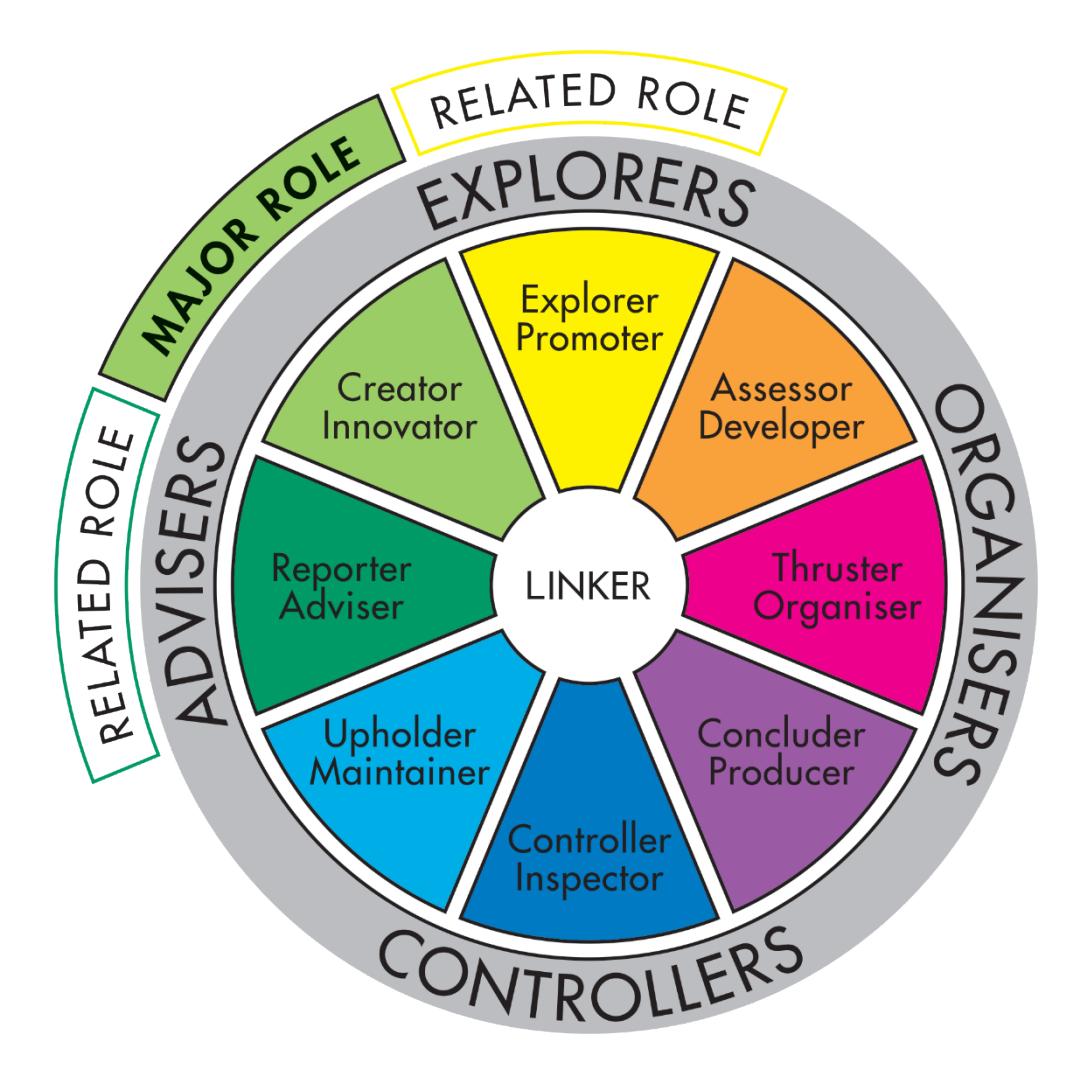 RELATED ROLE
MAJOR ROLE
RELATED ROLE
EXPLORERS
ORGANISERS
CONTROLLERS
ADVISERS
Explorer
Promoter
Assessor
Developer
Thruster
Organiser
Concluder
Producer
Controller
Inspector
Upholder
Maintainer
Reporter
Adviser
Creator
Innovator
LINKER